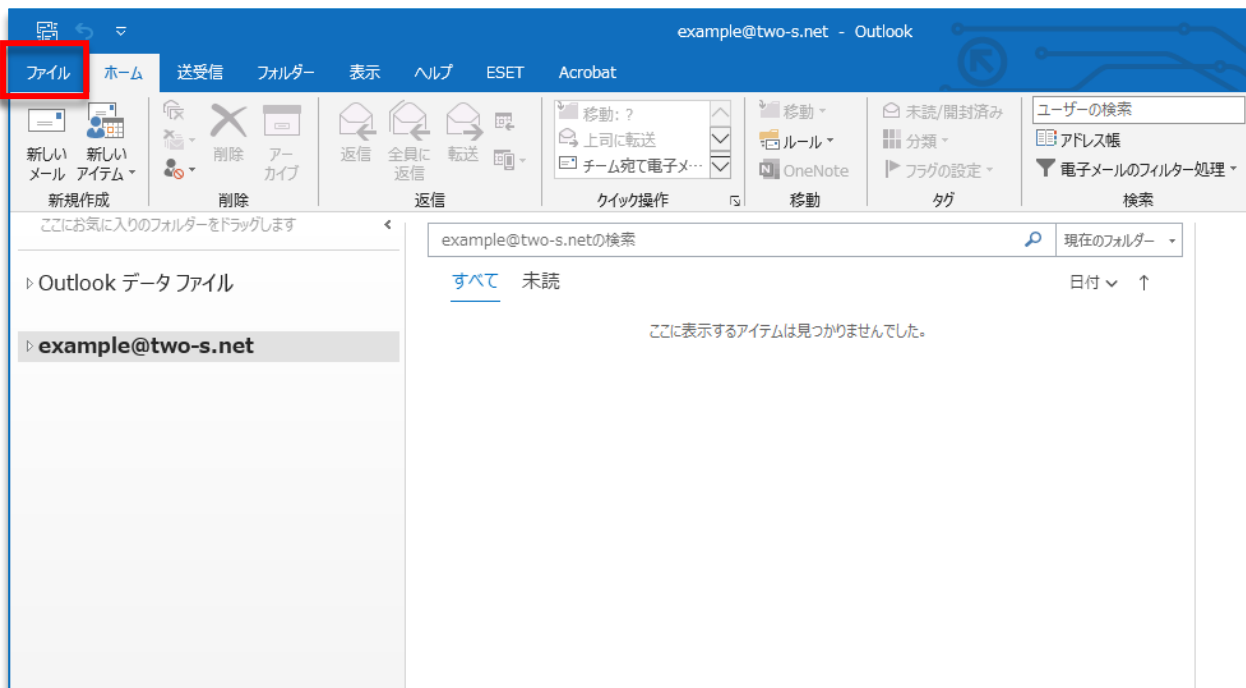 example@two-s.net - Outlook
ファイル ホーム 送受信 フォルダー 表示 ヘルプ ESET Acrobat
新しい
メール
新しい
アイテム
新規作成
削除
アー
カイブ
削除
返信
全員に
返信
転送
返信
移動: ?
上司に転送
チーム宛て電子メ…
クイック操作
移動
ルール
OneNote
移動
未読/開封済み
分類
フラグの設定
タグ
ユーザーの検索
アドレス帳
電子メールのフィルター処理
検索
ここにお気に入りのフォルダーをドラッグします
Outlook データ ファイル
example@two-s.net
example@two-s.netの検索 現在のフォルダー
すべて 未読 日付 ↑
ここに表示するアイテムは見つかりませんでした。